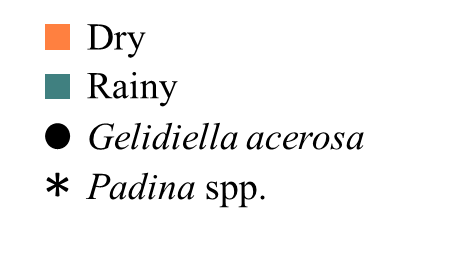 Dry
Rainy
Gelidiella acerosa
Padina spp.